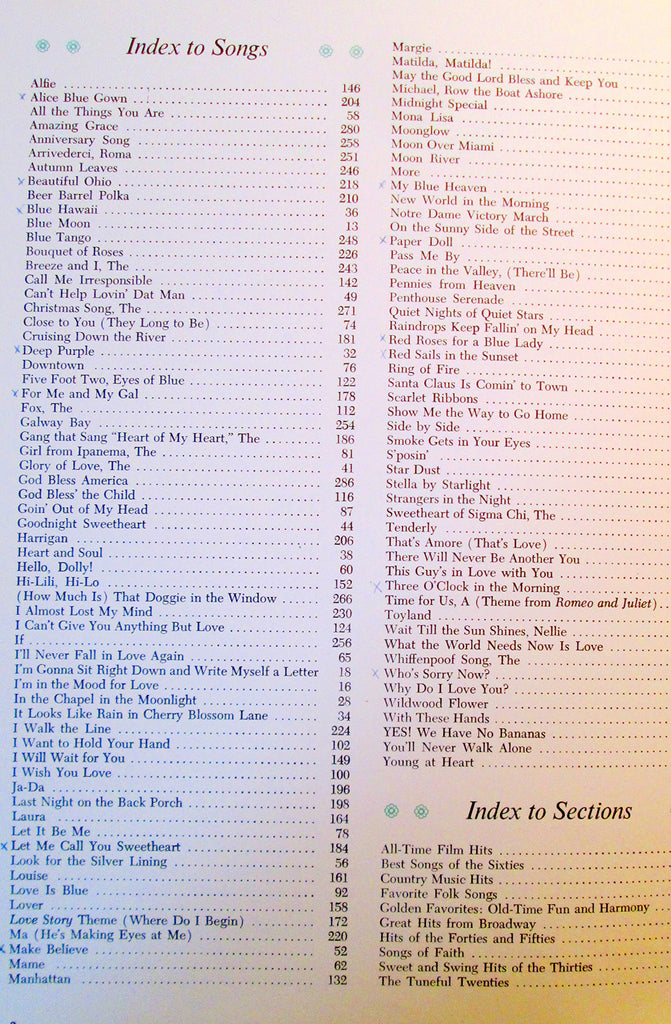 Index to Songs
Alfie 146
x Alice Blue Gown 204
All the Things You Are 58
Amazing Grace 280
Anniversary Song 258
Arrivederci, Roma 251
Autumn Leaves 246
x Beautiful Ohio 218
Beer Barrel Polka 210
x Blue Hawaii 36
Blue Moon 13
Blue Tango 248
Bouquet of Roses 226
Breeze and I, The 243
Call Me Irresponsible 142
Can't Help Lovin' Dat Man 49
Christmas Song, The 271
Close to You (They Long to Be) 74
Cruising Down the River 181
x Deep Purple 32
Downtown 76
Five Foot Two, Eyes of Blue 122
x For Me and My Gal 178
Fox, The 112
Galway Bay 254
Gang that Sang "Heart of My Heart," The 186
Girl from Ipanema, The 81
Glory of Love, The 41
God Bless America 286
God Bless' the Child 116
Goin' Out of My Head 87
Goodnight Sweetheart 44
Harrigan 206
Heart and Soul 38
Hello, Dolly! 60
Hi-Lili, Hi-Lo 152
(How Much Is) That Doggie in the Window 266
I Almost Lost My Mind 230
I Can't Give You Anything But Love 124
If 256
I'll Never Fall in Love Again 65
I'm Gonna Sit Right Down and Write Myself a Letter 18
I'm in the Mood for Love 16
In the Chapel in the Moonlight 28
It Looks Like Rain in Cherry Blossom Lane 34
I Walk the Line 224
I Want to Hold Your Hand 102
I Will Wait for You 149
I Wish You Love 100
Ja-Da 196
Last Night on the Back Porch 198
Laura 164
Let It Be Me 78
x Let Me Call You Sweetheart 184
Look for the Silver Lining 56
Louise 161
Love Is Blue 92
Lover 158
Love Story Theme (Where Do I Begin) 172
Ma (He's Making Eyes at Me) 220
x Make Believe 52
Mame 62
Manhattan 132
Margie
Matilda, Matilda!
May the Good Lord Bless and Keep You
Michael, Row the Boat Ashore
Midnight Special
Mona Lisa
Moonglow
Moon Over Miami
Moon River
More
x My Blue Heaven
New World in the Morning
Notre Dame Victory March
On the Sunny Side of the Street
x Paper Doll
Pass Me By
Peace in the Valley, (There'll Be)
Pennies from Heaven
Penthouse Serenade
Quiet Nights of Quiet Stars
Raindrops Keep Fallin' on My Head
x Red Roses for a Blue Lady
x Red Sails in the Sunset
Ring of Fire
Santa Claus Is Comin' to Town
Scarlet Ribbons
Show Me the Way to Go Home
Side by Side
Smoke Gets in Your Eyes
S'posin'
Star Dust
Stella by Starlight
Strangers in the Night
Sweetheart of Sigma Chi, The
Tenderly
That's Amore (That's Love)
There Will Never Be Another You
This Guy's in Love with You
x Three O'Clock in the Morning
Time for Us, A (Theme from Romeo and Juliet)
Toyland
Wait Till the Sun Shines, Nellie
What the World Needs Now Is Love
Whiffenpoof Song, The
x Who's Sorry Now?
Why Do I Love You?
Wildwood Flower
With These Hands
YES! We Have No Bananas
You'll Never Walk Alone
Young at Heart
Index to Sections
All-Time Film Hits
Best Songs of the Sixties
Country Music Hits
Favorite Folk Songs
Golden Favorites: Old-Time Fun and Harmony
Great Hits from Broadway
Hits of the Forties and Fifties
Songs of Faith
Sweet and Swing Hits of the Thirties
The Tuneful Twenties